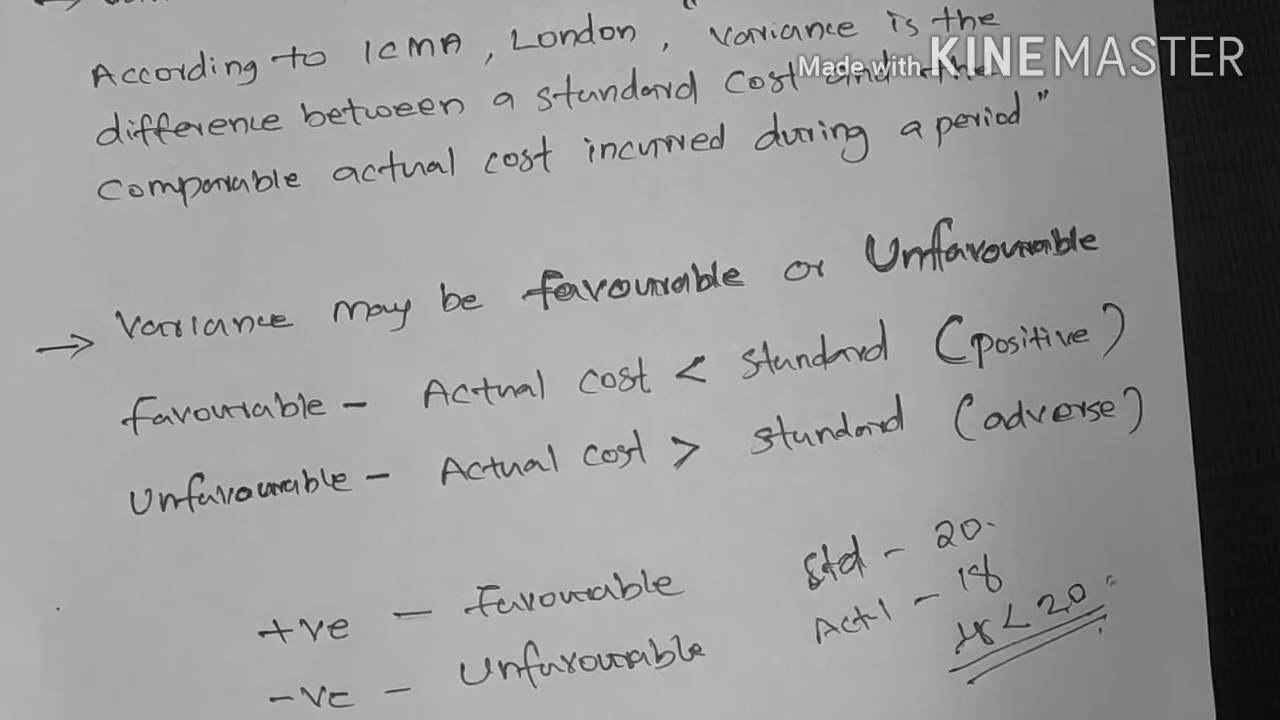 According to ICMA, London, "Variance is the
Made with KINEMASTER
difference between a standard cost and the
comparable actual cost incurred during a period"
→ Variance may be favourable or Unfavourable
favourable - Actual cost < standard (positive)
Unfavourable - Actual cost > standard (adverse)
+ve - favourable
-ve - Unfavourable
Std - 20.
Act - 18
18 < 20